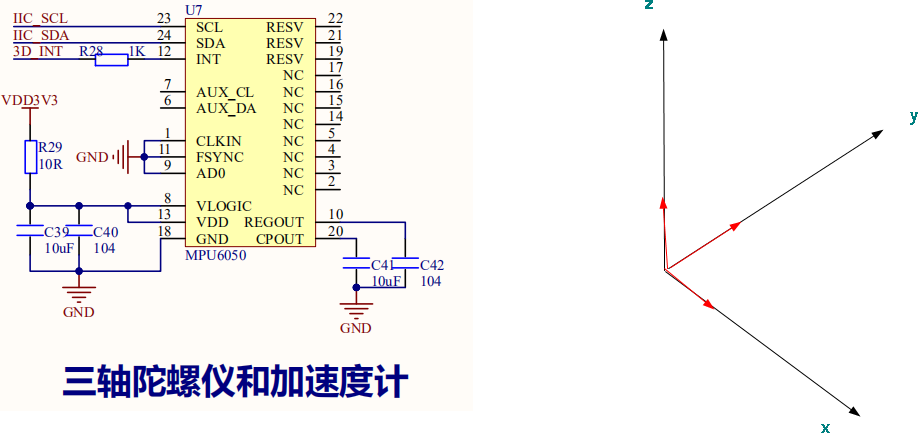 U7
IIC_SCL 23 SCL RESV 22
IIC_SDA 24 SDA RESV 21
3D_INT R28 1K 12 INT RESV 19
NC 17
7 AUX_CL NC 16
6 AUX_DA NC 15
NC 14
1 CLKIN NC 5
GND 11 FSYNC NC 4
9 AD0 NC 3
NC 2
VDD3V3
R29
10R
8 VLOGIC
13 VDD REGOUT 10
18 GND CPOUT 20
MPU6050
C39 C40
10uF 104
GND
C41 C42
10uF 104
GND
三轴陀螺仪和加速度计
z
y
x